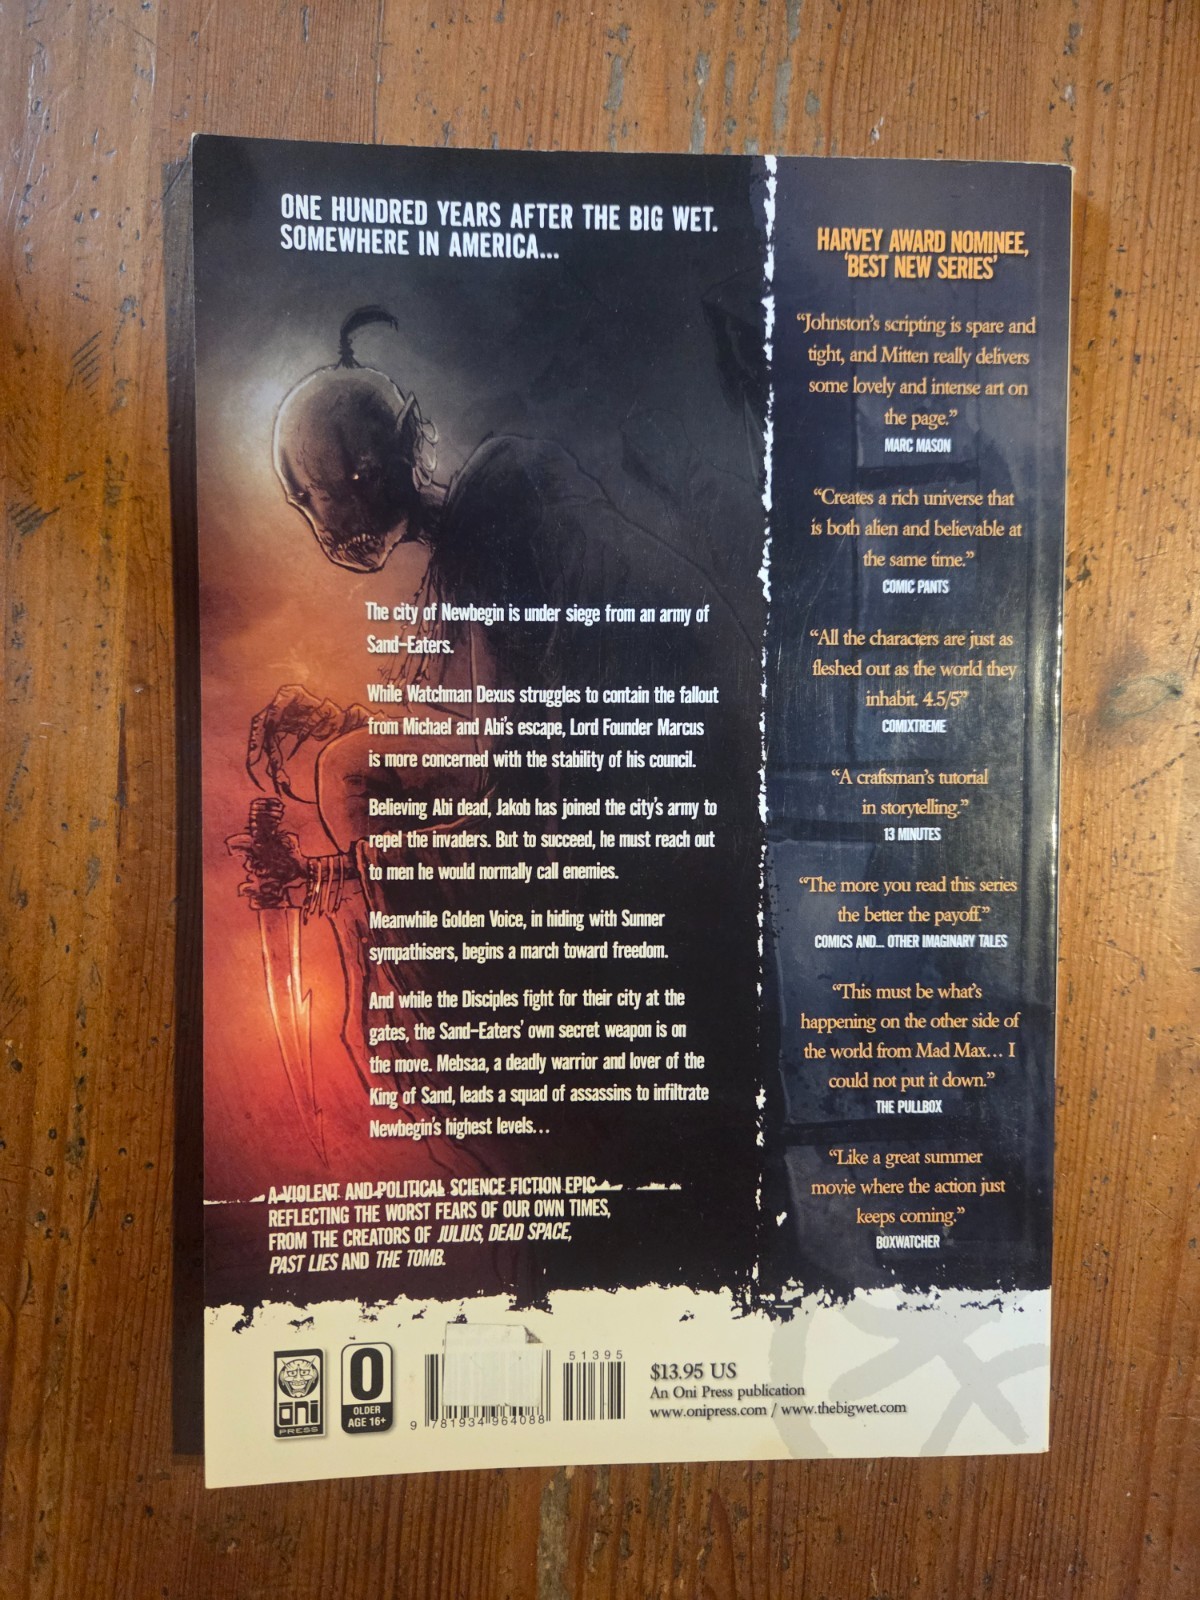 ONE HUNDRED YEARS AFTER THE BIG WET.
SOMEWHERE IN AMERICA...
The city of Newbegin is under siege from an army of
Sand-Eaters.
While Watchman Dexus struggles to contain the fallout
from Michael and Abi's escape, Lord Founder Marcus
is more concerned with the stability of his council.
Believing Abi dead, Jakob has joined the city's army to
repel the invaders. But to succeed, he must reach out
to men he would normally call enemies.
Meanwhile Golden Voice, in hiding with Sunner
sympathisers, begins a march toward freedom.
And while the Disciples fight for their city at the
gates, the Sand-Eaters' own secret weapon is on
the move. Mebsaa, a deadly warrior and lover of the
King of Sand, leads a squad of assassins to infiltrate
Newbegin's highest levels...
A VIOLENT AND POLITICAL SCIENCE FICTION EPIC
REFLECTING THE WORST FEARS OF OUR OWN TIMES,
FROM THE CREATORS OF JULIUS, DEAD SPACE,
PAST LIES AND THE TOMB.
HARVEY AWARD NOMINEE,
'BEST NEW SERIES'
"Johnston's scripting is spare and
tight, and Mitten really delivers
some lovely and intense art on
the page."
MARC MASON
"Creates a rich universe that
is both alien and believable at
the same time."
COMIC PANTS
"All the characters are just as
fleshed out as the world they
inhabit. 4.5/5"
COMIXTREME
"A craftsman's tutorial
in storytelling."
13 MINUTES
"The more you read this series
the better the payoff."
COMICS AND... OTHER IMAGINARY TALES
"This must be what's
happening on the other side of
the world from Mad Max... I
could not put it down."
THE PULLBOX
"Like a great summer
movie where the action just
keeps coming."
BOXWATCHER
oni
PRESS
O
OLDER
AGE 16+
51395
9 781934 964088
$13.95 US
An Oni Press publication
www.onipress.com / www.thebigwet.com